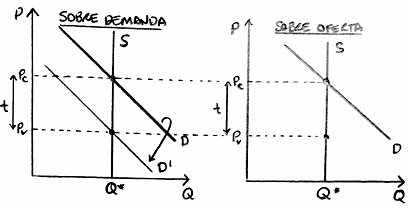 SOBRE DEMANDA
P
S
Pc
t
Pv
D
D'
Q*
Q
SOBRE OFERTA
P
S
Pc
t
Pv
D
Q*
Q